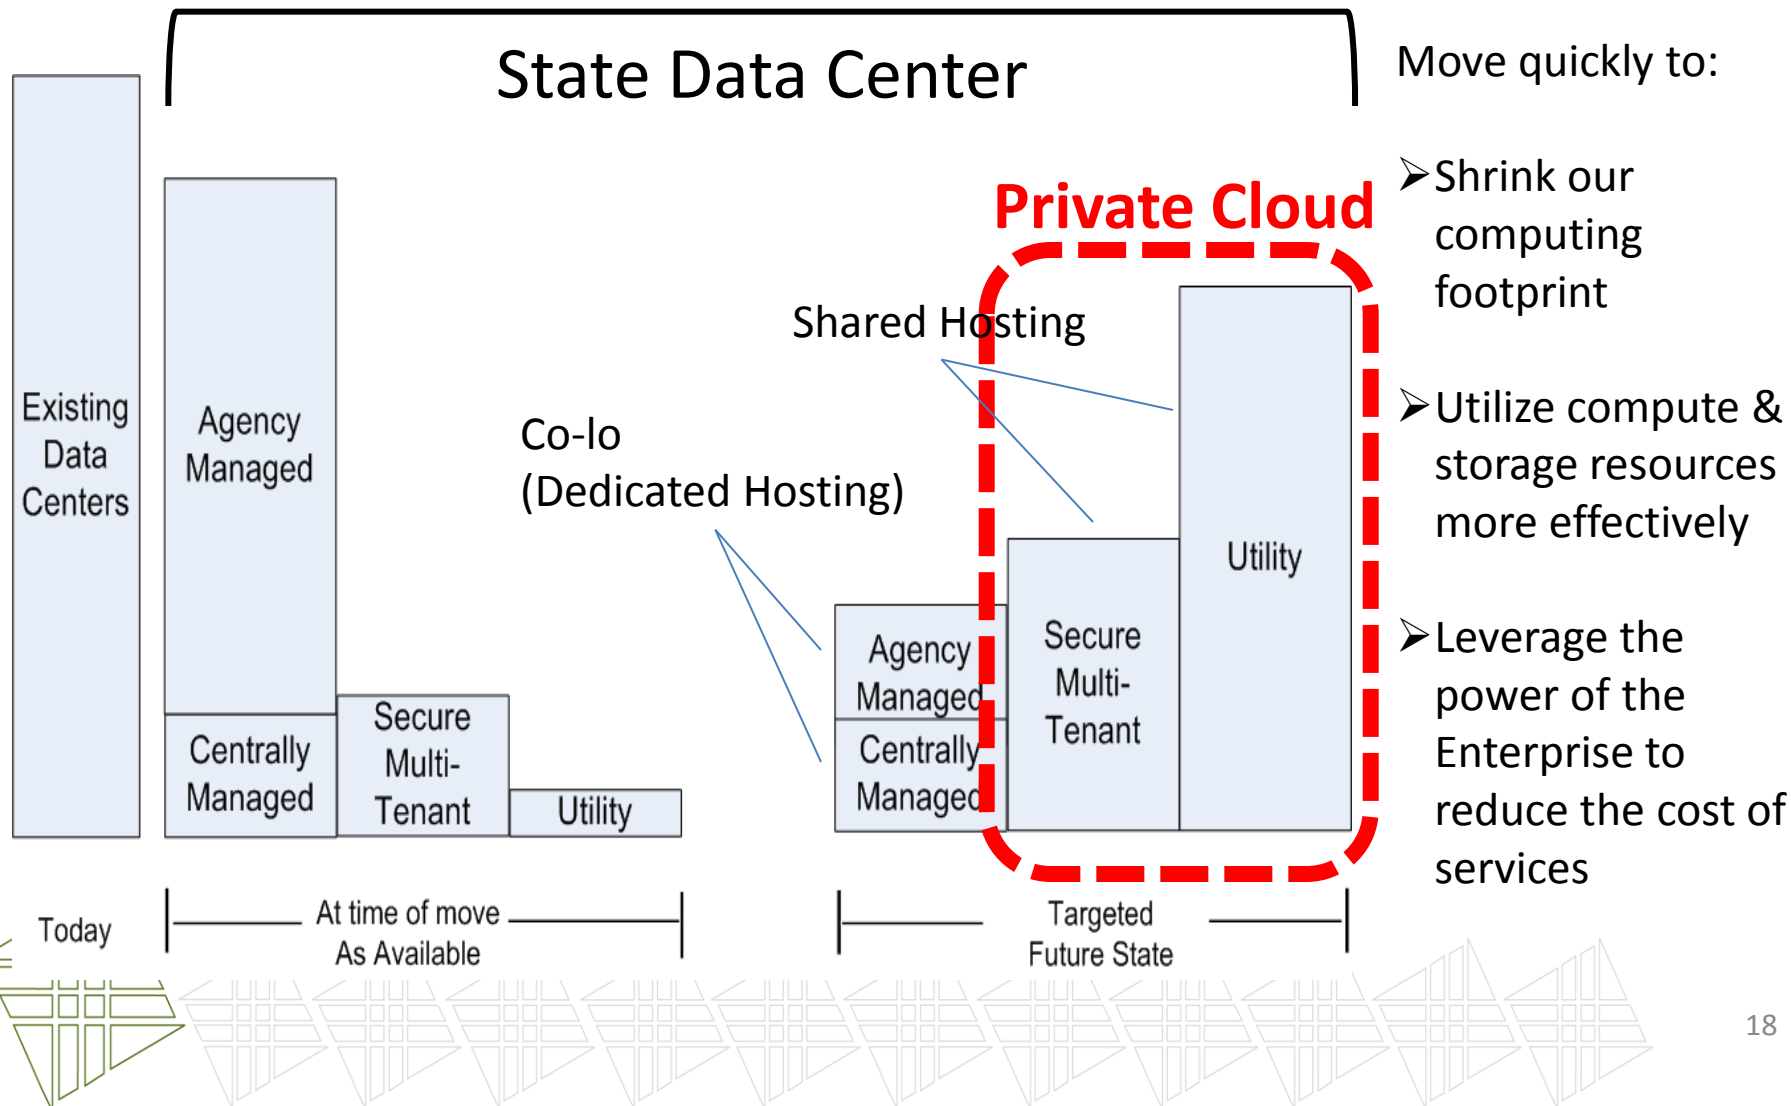 State Data Center
Move quickly to:
➢Shrink our
computing
footprint
➢Utilize compute &
storage resources
more effectively
➢Leverage the
power of the
Enterprise to
reduce the cost of
services
Private Cloud
Shared Hosting
Co-lo
(Dedicated Hosting)
Existing
Data
Centers
Agency
Managed
Centrally
Managed
Secure
Multi-
Tenant
Utility
Agency
Managed
Centrally
Managed
Secure
Multi-
Tenant
Utility
Today
At time of move
As Available
Targeted
Future State
18